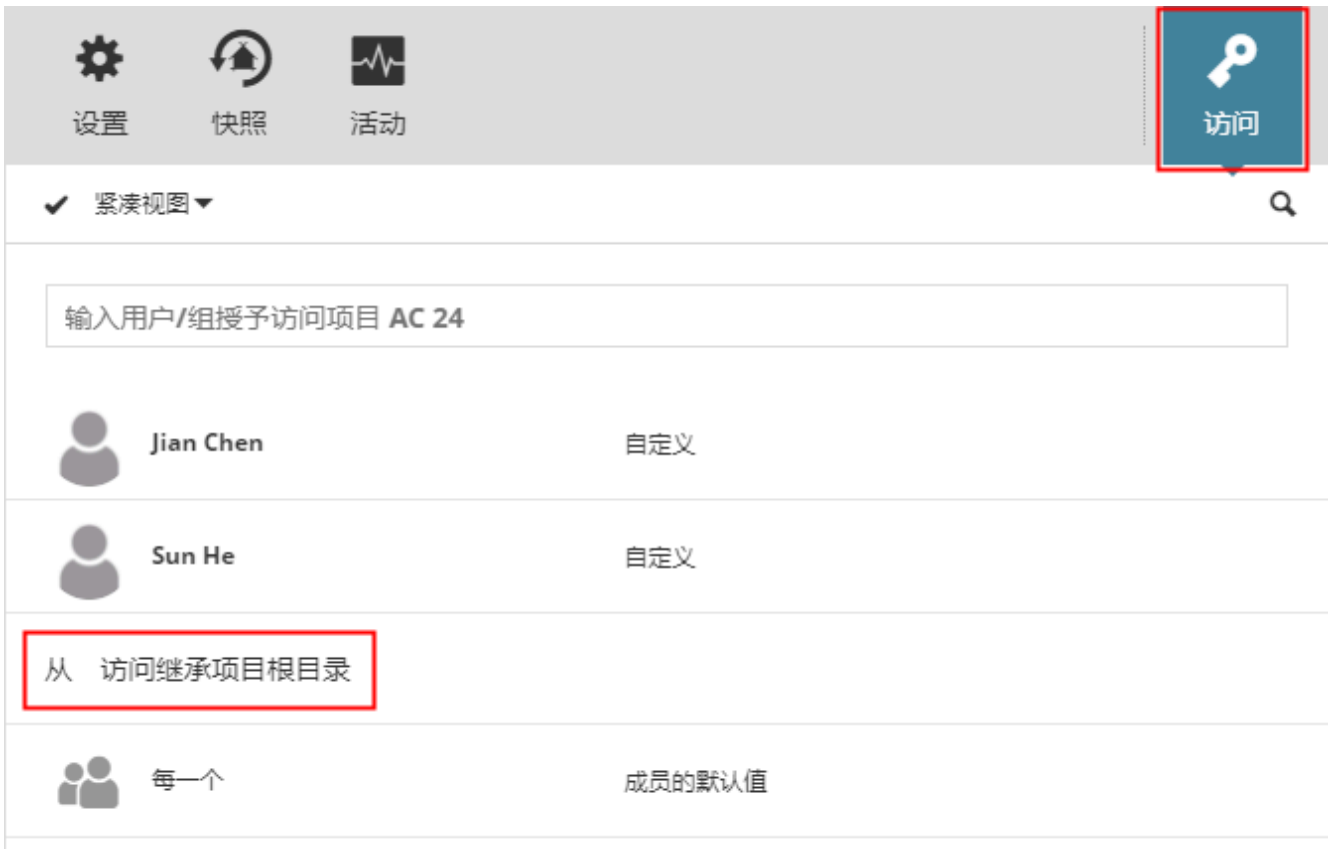 设置 快照 活动 访问
紧凑视图
输入用户/组授予访问项目 AC 24
Jian Chen 自定义
Sun He 自定义
从 访问继承项目根目录
每一个 成员的默认值